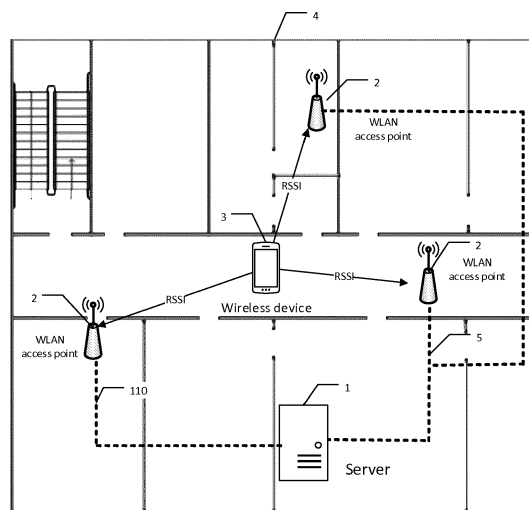 4
2
WLAN
access point
RSSI
3
2
WLAN
access point
RSSI
RSSI
2
Wireless device
WLAN
access point
5
110
1
Server